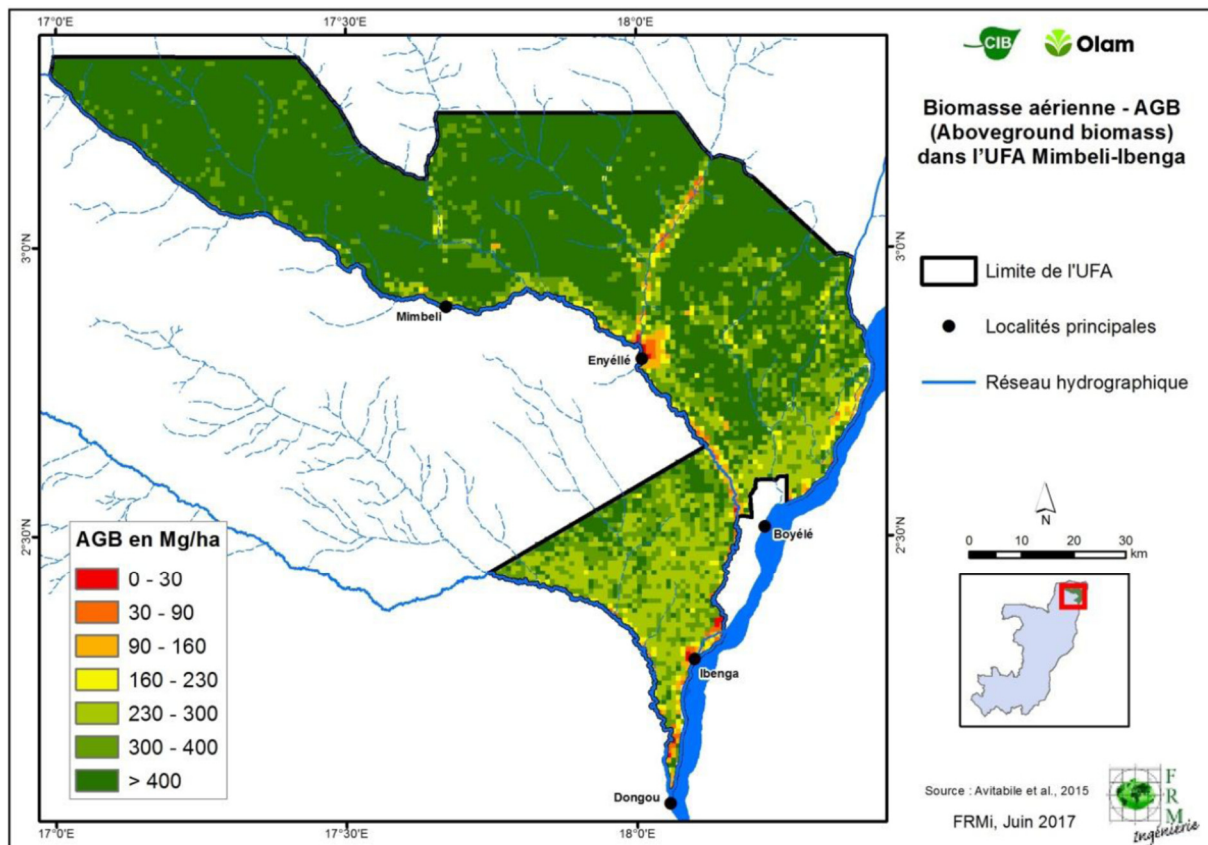 17°0'E 17°30'E 18°0'E
CIB Olam
Biomasse aérienne - AGB
(Aboveground biomass)
dans l'UFA Mimbeli-Ibenga
3°0'N 3°0'N
Limite de l'UFA
Localités principales
Réseau hydrographique
Mimbeli
Enyéllé
Boyélé
Ibenga
Dongou
2°30'N 2°30'N
AGB en Mg/ha
0 - 30
30 - 90
90 - 160
160 - 230
230 - 300
300 - 400
> 400
N
0 10 20 30
km
17°0'E 17°30'E 18°0'E
Source : Avitabile et al., 2015
FRMi, Juin 2017
FRM
Ingénierie